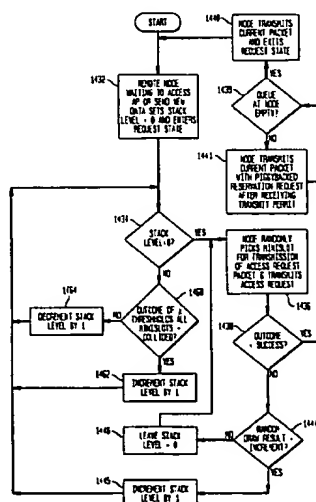 START
1432
REMOTE NODE
WAITING TO ACCESS
AP OR SEND NEW
DATA SETS STACK
LEVEL = 0 AND ENTERS
REQUEST STATE
1440
NODE TRANSMITS
CURRENT PACKET
AND EXITS
REQUEST STATE
YES
1439
QUEUE
AT NODE
EMPTY?
NO
1441
NODE TRANSMITS
CURRENT PACKET
WITH PIGGYBACKED
RESERVATION REQUEST
AFTER RECEIVING
TRANSMIT PERMIT
1434
STACK
LEVEL=0?
YES
NO
NODE RANDOMLY
PICKS MINISLOT
FOR TRANSMISSION
OF ACCESS REQUEST
PACKET & TRANSMITS
ACCESS REQUEST
1436
1464
DECREMENT STACK
LEVEL BY 1
NO
1460
OUTCOME OF
THRESHOLD% ALL
MINISLOTS =
COLLIDED?
YES
1462
INCREMENT STACK
LEVEL BY 1
1438
OUTCOME
= SUCCESS?
YES
NO
1446
LEAVE STACK
LEVEL = 0
NO
RANDOM
DRAW RESULT =
INCREMENT?
YES
1445
INCREMENT STACK
LEVEL BY 1